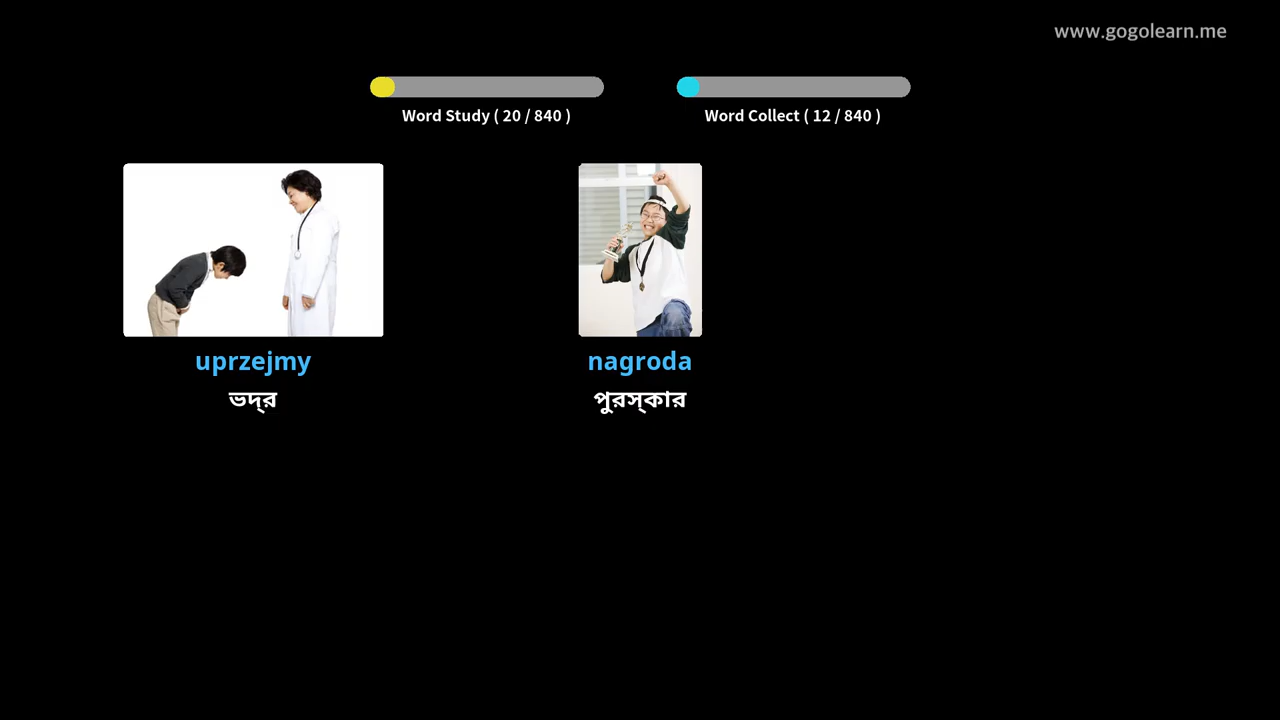 www.gogolearn.me
Word Study ( 20 / 840 )
Word Collect ( 12 / 840 )
uprzejmy
ভদ্র
nagroda
পুরস্কার